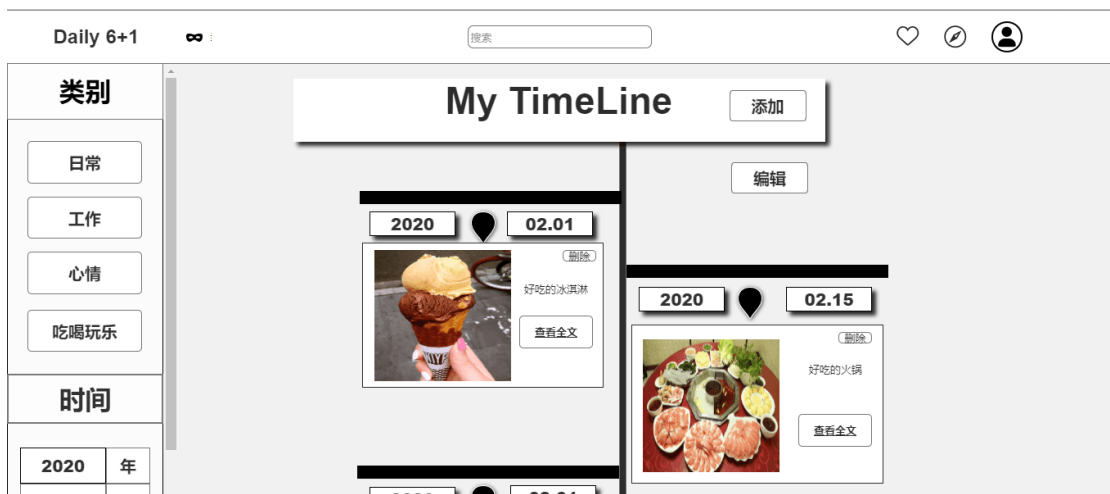 Daily 6+1
搜索
类别
日常
工作
心情
吃喝玩乐
时间
2020 年
My TimeLine
添加
编辑
2020 02.01
删除
好吃的冰淇淋
查看全文
2020 02.15
删除
好吃的火锅
查看全文